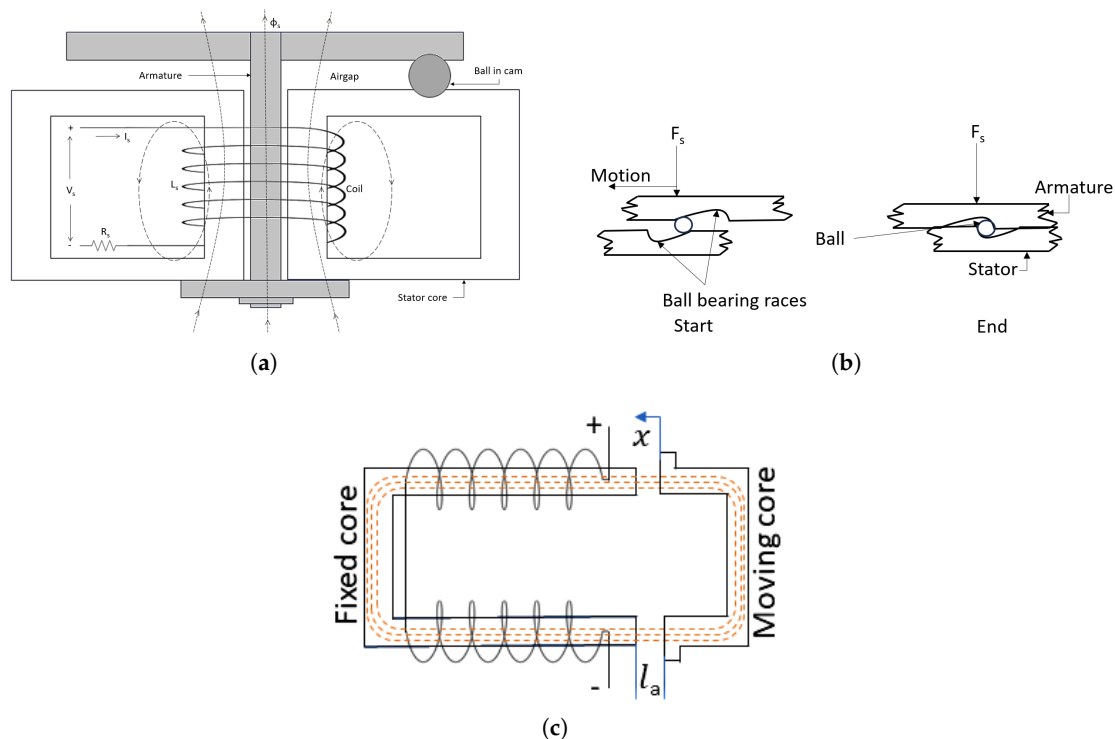 ϕs
Armature
Airgap
Ball in cam
+
Is
Vs
Ls
Coil
Rs
-
Stator core
(a)
Fs
Motion
Ball bearing races
Start
Fs
Armature
Ball
Stator
End
(b)
+
x
Fixed core
Moving core
-
la
(c)